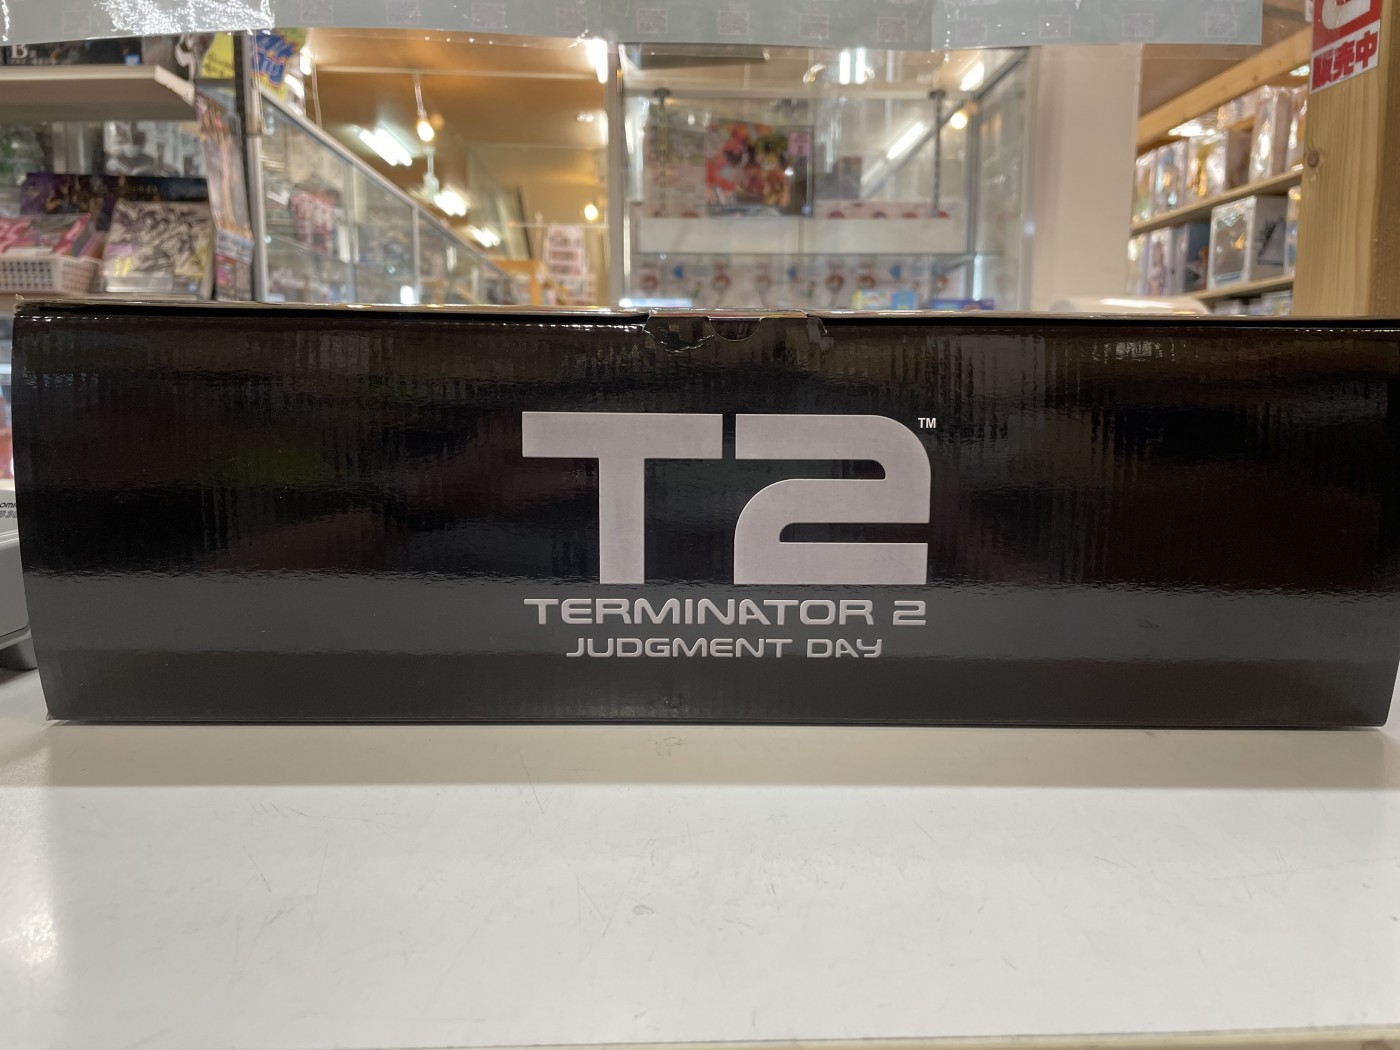 販売中
T2™
TERMINATOR 2
JUDGMENT DAY